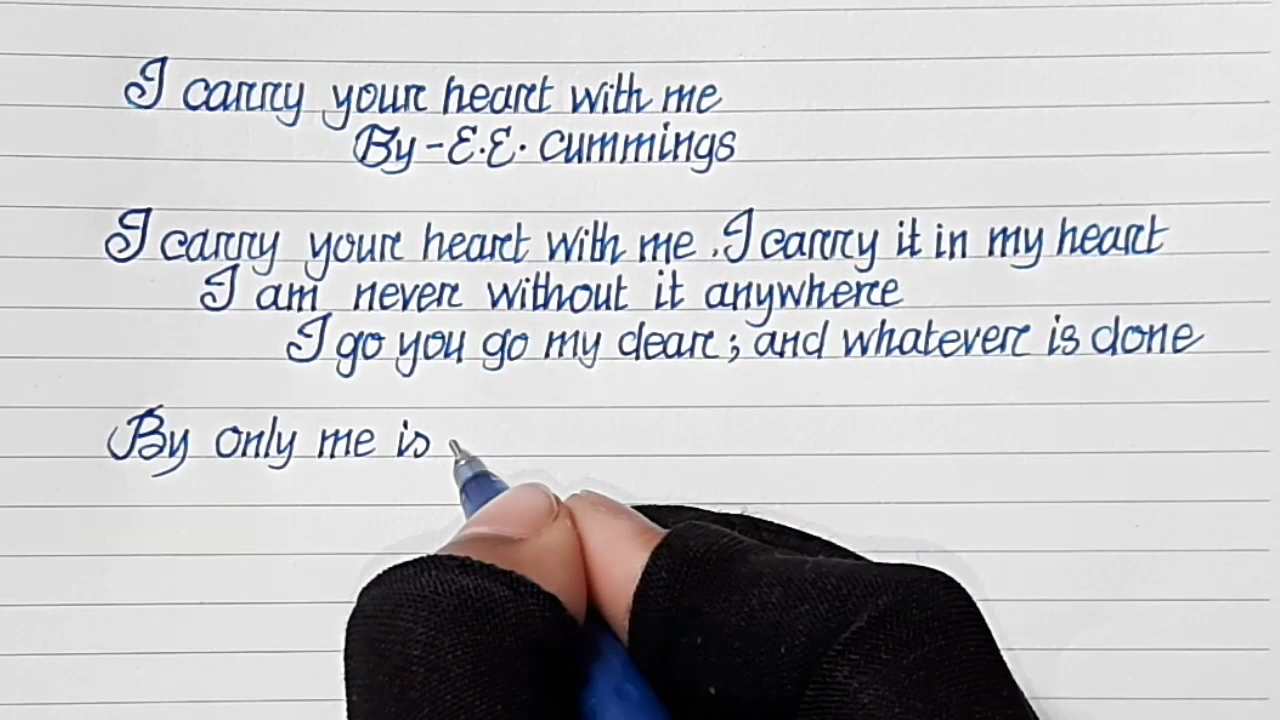 I carry your heart with me
By - E.E. Cummings
I carry your heart with me. I carry it in my heart
I am never without it anywhere
I go you go my dear; and whatever is done
By only me is